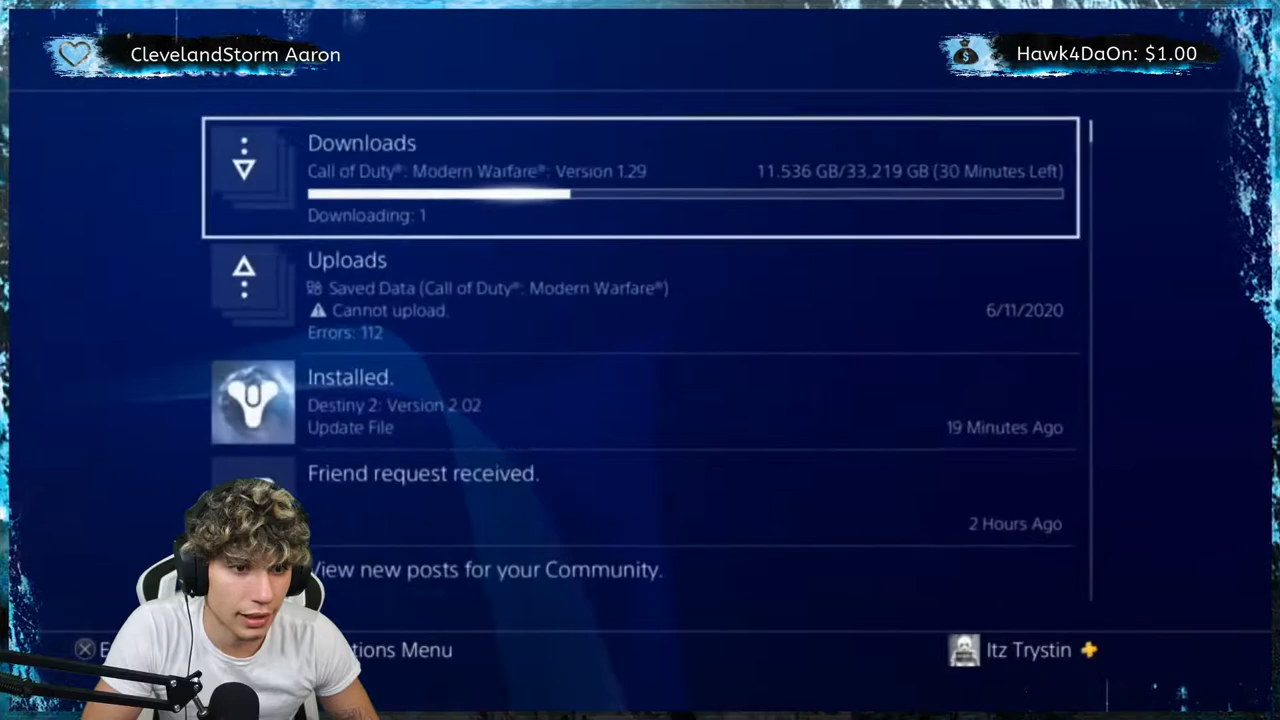 ClevelandStorm Aaron
Hawk4DaOn: $1.00
Downloads
Call of Duty®: Modern Warfare®: Version 1.29
11.536 GB/33.219 GB (30 Minutes Left)
Downloading: 1
Uploads
Saved Data (Call of Duty®: Modern Warfare®)
Cannot upload.
6/11/2020
Errors: 112
Installed.
Destiny 2: Version 2.02
Update File
19 Minutes Ago
Friend request received.
2 Hours Ago
View new posts for your Community.
tions Menu
Itz Trystin